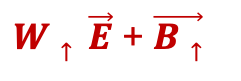 W ↑ E⃗ + B⃗ ↑